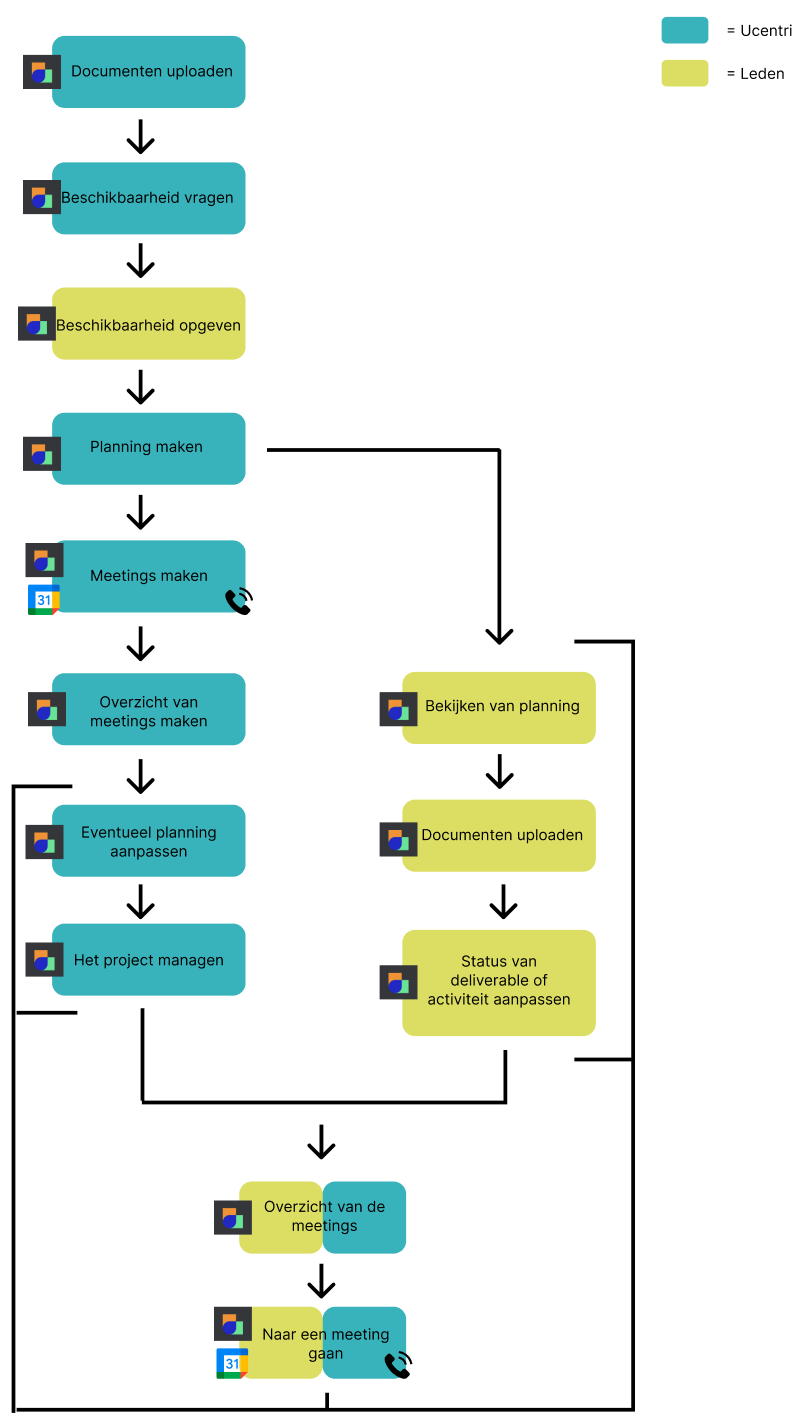 = Ucentri
= Leden
Documenten uploaden
Beschikbaarheid vragen
Beschikbaarheid opgeven
Planning maken
Meetings maken
31
Overzicht van
meetings maken
Eventueel planning
aanpassen
Het project managen
Bekijken van planning
Documenten uploaden
Status van
deliverable of
activiteit aanpassen
Overzicht van de
meetings
Naar een meeting
gaan
31